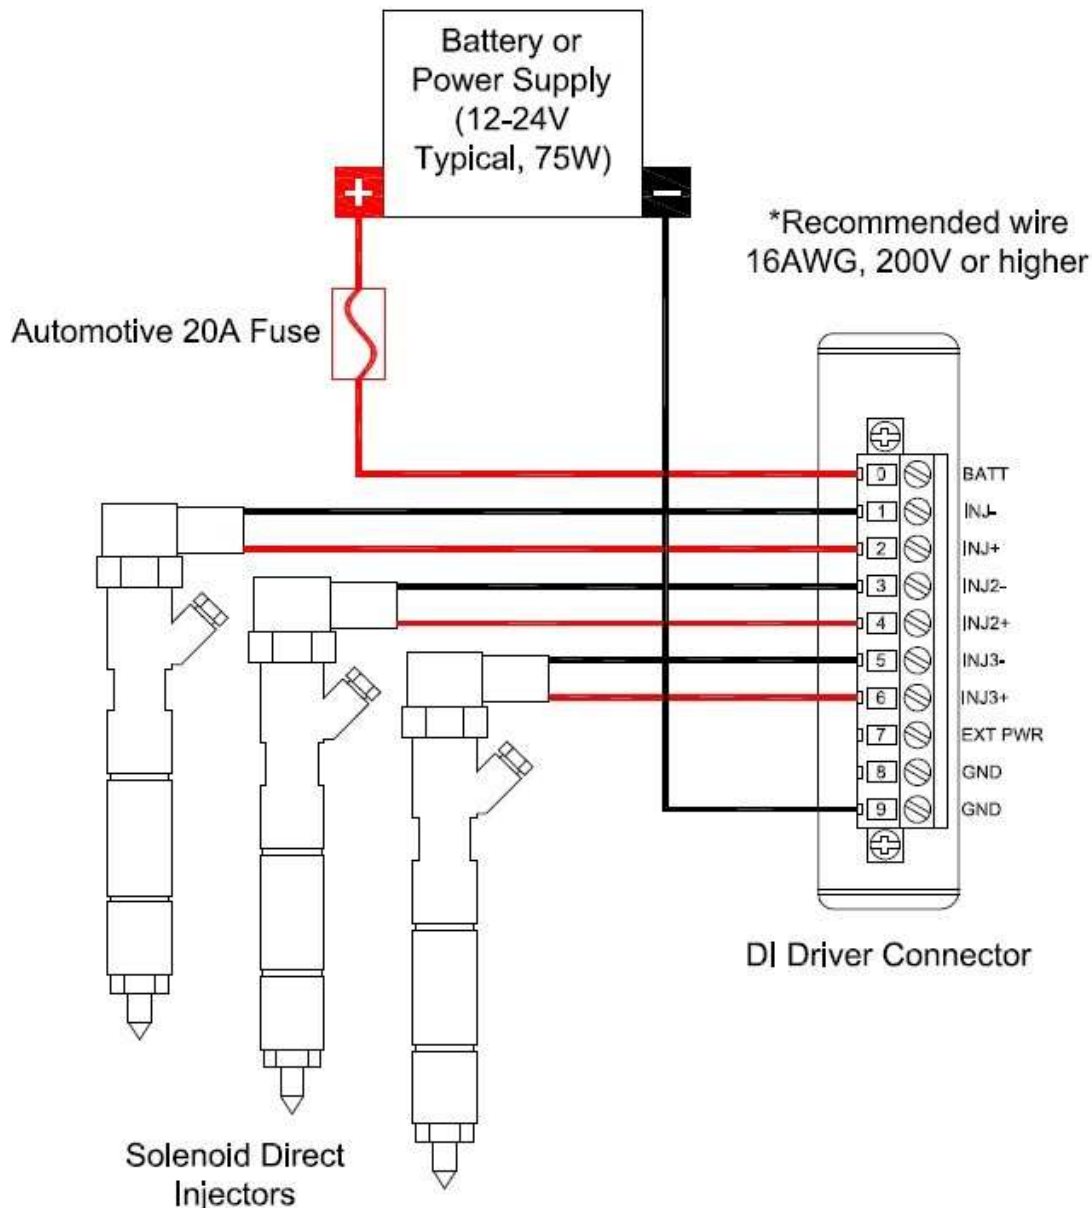 Battery or
Power Supply
(12-24V
Typical, 75W)
+
−
*Recommended wire
16AWG, 200V or higher
Automotive 20A Fuse
0 BATT
1 INJ-
2 INJ+
3 INJ2-
4 INJ2+
5 INJ3-
6 INJ3+
7 EXT PWR
8 GND
9 GND
DI Driver Connector
Solenoid Direct
Injectors